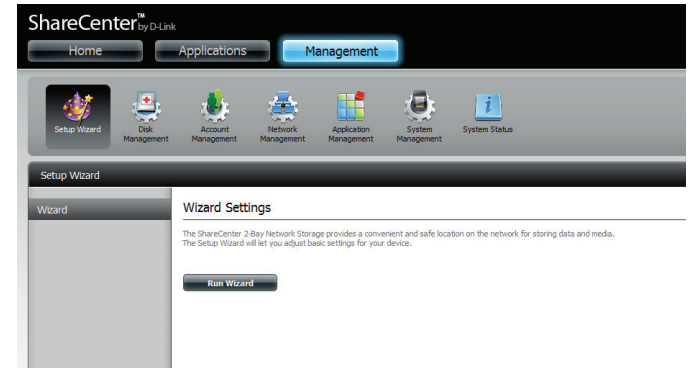 ShareCenter™ by D-Link
Home Applications Management
Setup Wizard Disk Management Account Management Network Management Application Management System Management System Status
Setup Wizard
Wizard
Wizard Settings
The ShareCenter 2-Bay Network Storage provides a convenient and safe location on the network for storing data and media.
The Setup Wizard will let you adjust basic settings for your device.
Run Wizard